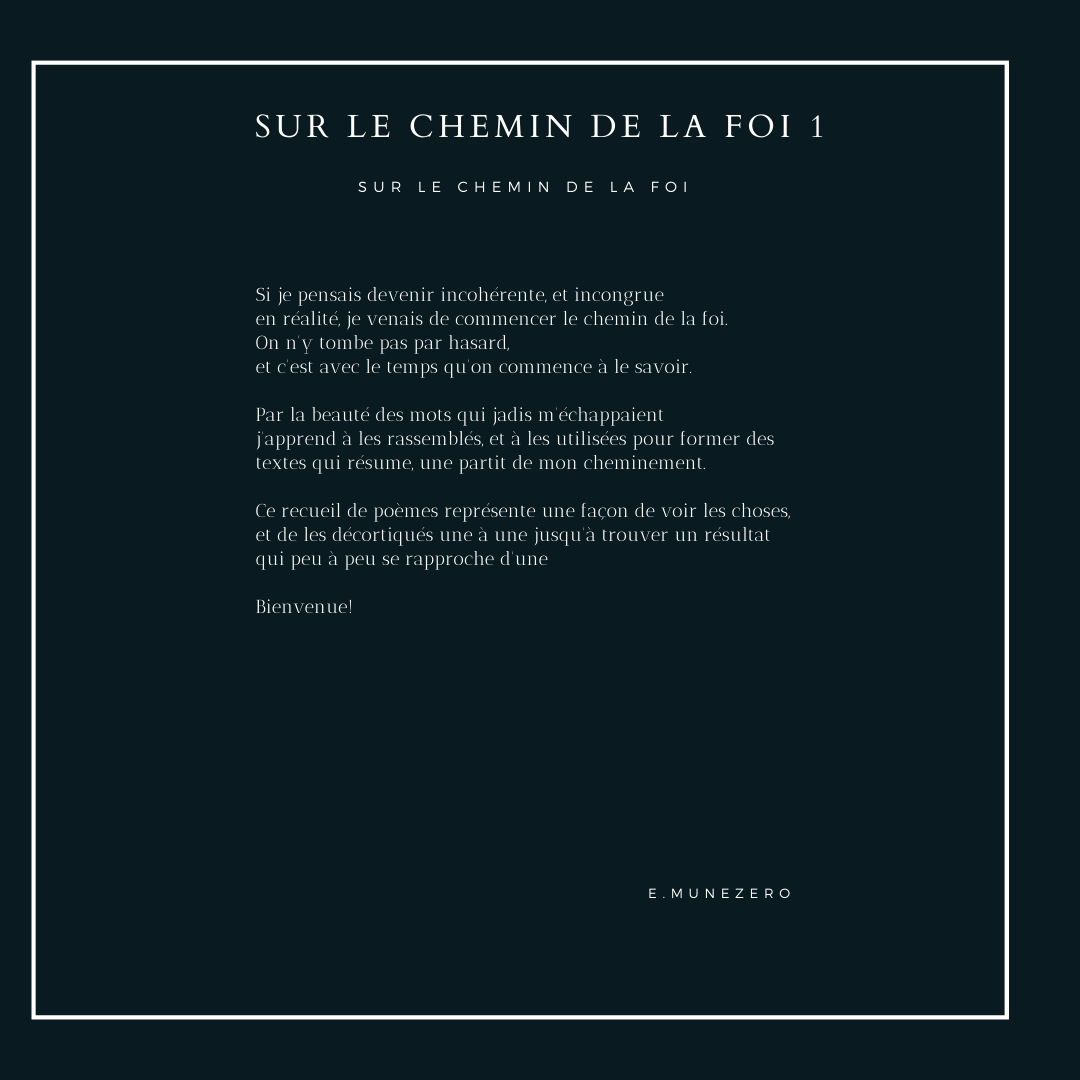 SUR LE CHEMIN DE LA FOI 1
SUR LE CHEMIN DE LA FOI
Si je pensais devenir incohérente, et incongrue
en réalité, je venais de commencer le chemin de la foi.
On n'y tombe pas par hasard,
et c'est avec le temps qu'on commence à le savoir.
Par la beauté des mots qui jadis m'échappaient
j'apprend à les rassemblés, et à les utilisées pour former des
textes qui résume, une partit de mon cheminement.
Ce recueil de poèmes représente une façon de voir les choses,
et de les décortiqués une à une jusqu'à trouver un résultat
qui peu à peu se rapproche d'une
Bienvenue!
E.MUNEZERO